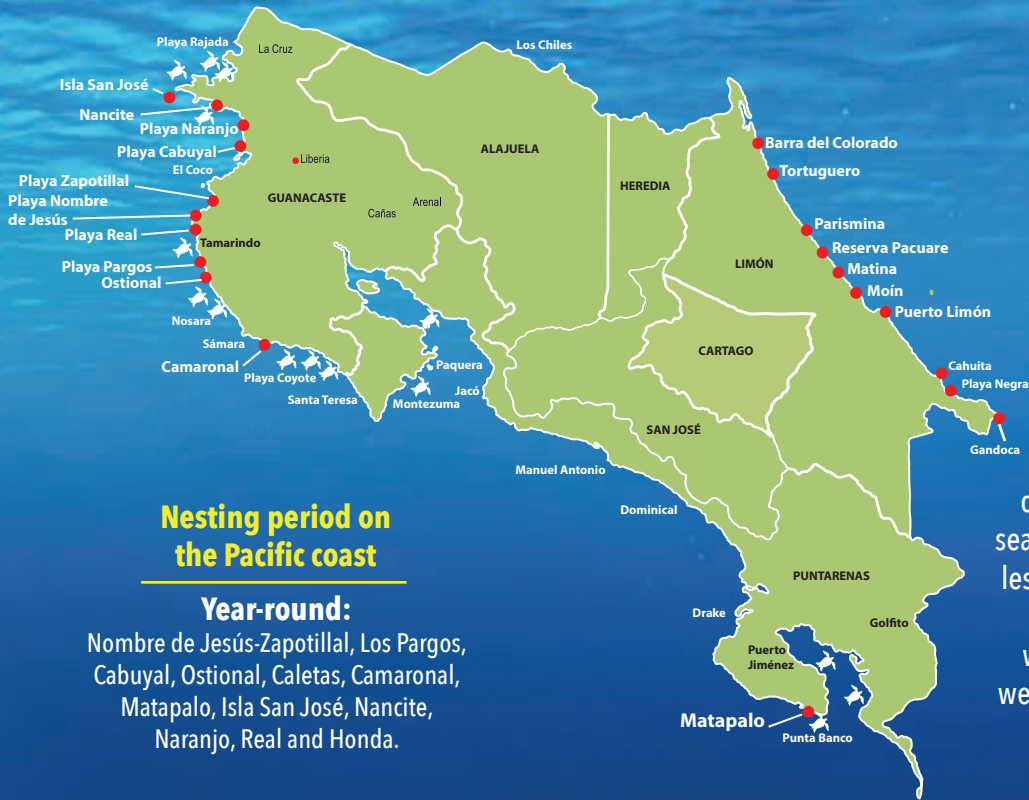 Playa Rajada
La Cruz
Los Chiles
Isla San José
Nancite
Playa Naranjo
Playa Cabuyal
El Coco
Liberia
Playa Zapotillal
Playa Nombre
de Jesús
Playa Real
Tamarindo
Playa Pargos
Ostional
Nosara
Sámara
Camaronal
Playa Coyote
Santa Teresa
Montezuma
Paquera
Jacó
GUANACASTE
Cañas
Arenal
ALAJUELA
HEREDIA
LIMÓN
CARTAGO
SAN JOSÉ
PUNTARENAS
Barra del Colorado
Tortuguero
Parismina
Reserva Pacuare
Matina
Moín
Puerto Limón
Cahuita
Playa Negra
Gandoca
Manuel Antonio
Dominical
Drake
Golfito
Puerto
Jiménez
Matapalo
Punta Banco
Nesting period on
the Pacific coast
Year-round:
Nombre de Jesús-Zapotillal, Los Pargos,
Cabuyal, Ostional, Caletas, Camaronal,
Matapalo, Isla San José, Nancite,
Naranjo, Real and Honda.
sea
les
we